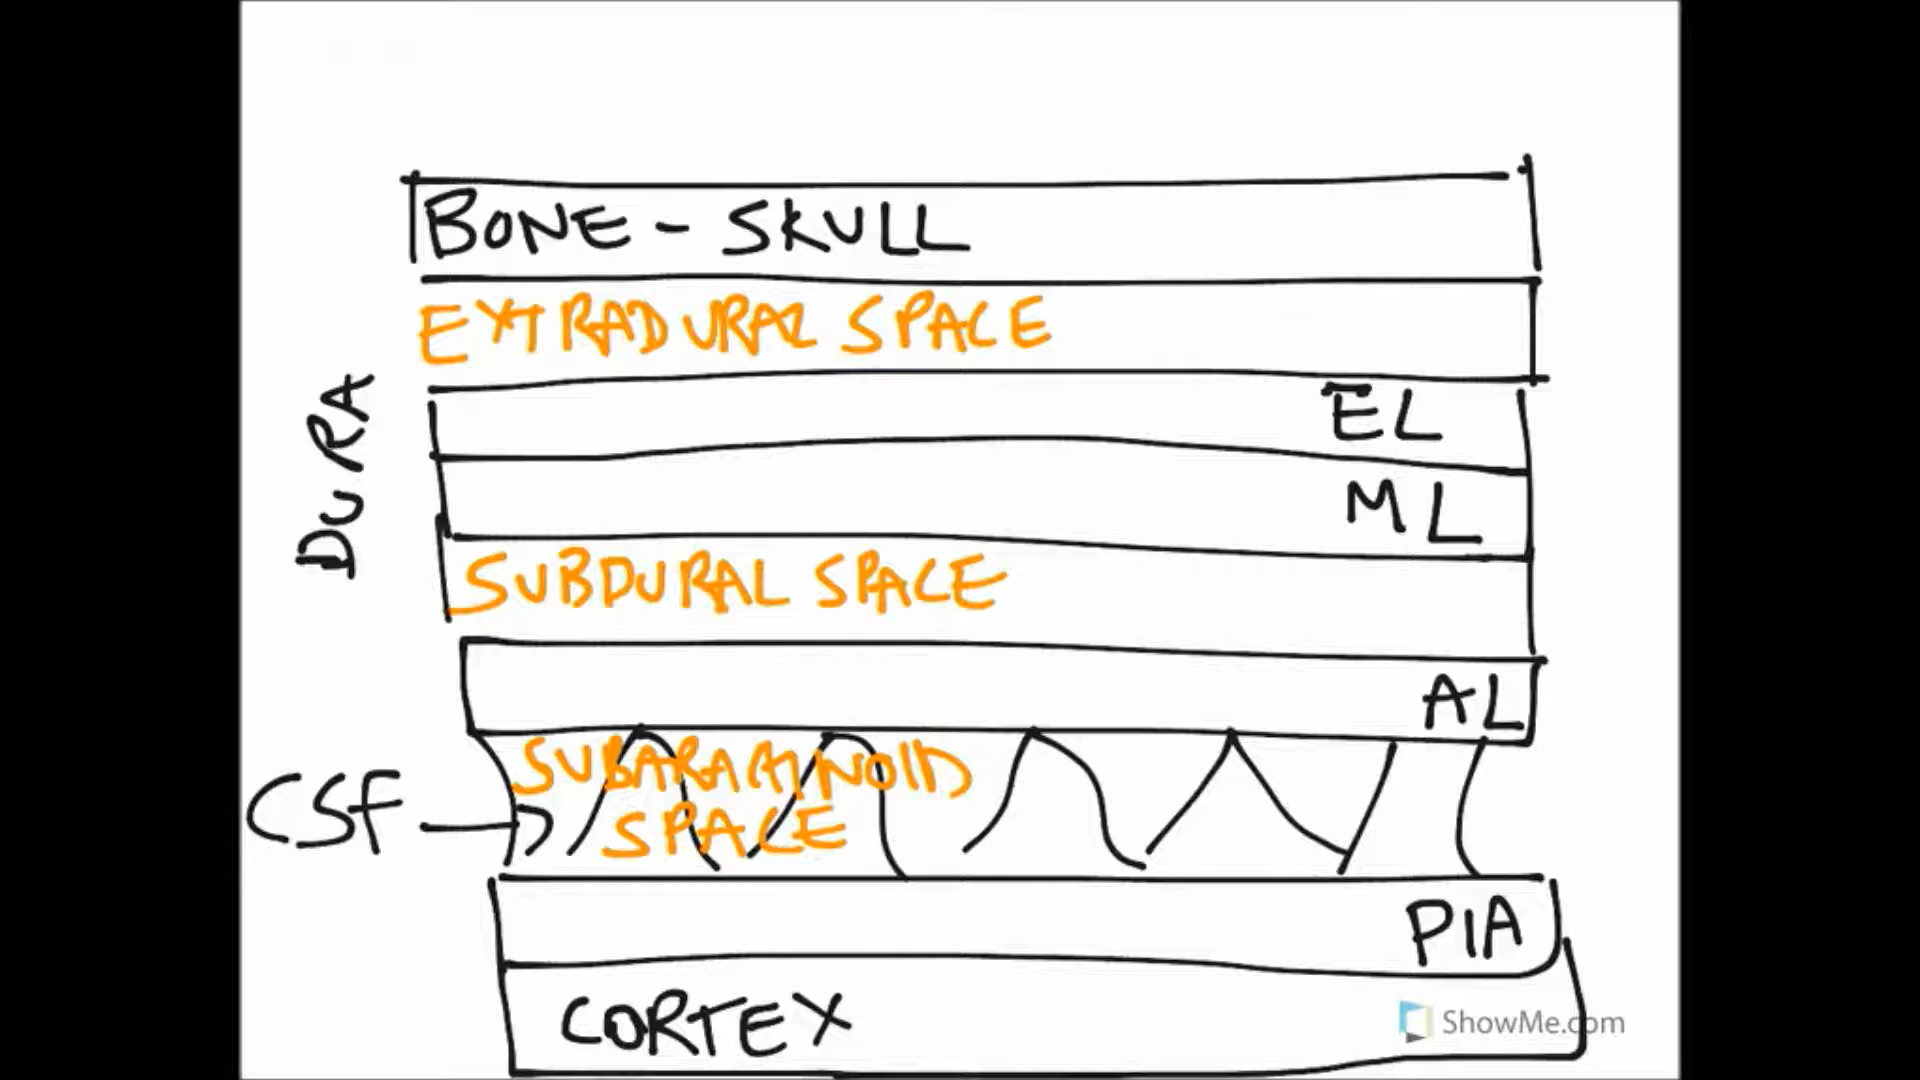 BONE - SKULL
EXTRADURAL SPACE
EL
DURA
ML
SUBDURAL SPACE
AL
SUBARACHNOID
SPACE
CSF
PIA
CORTEX
ShowMe.com